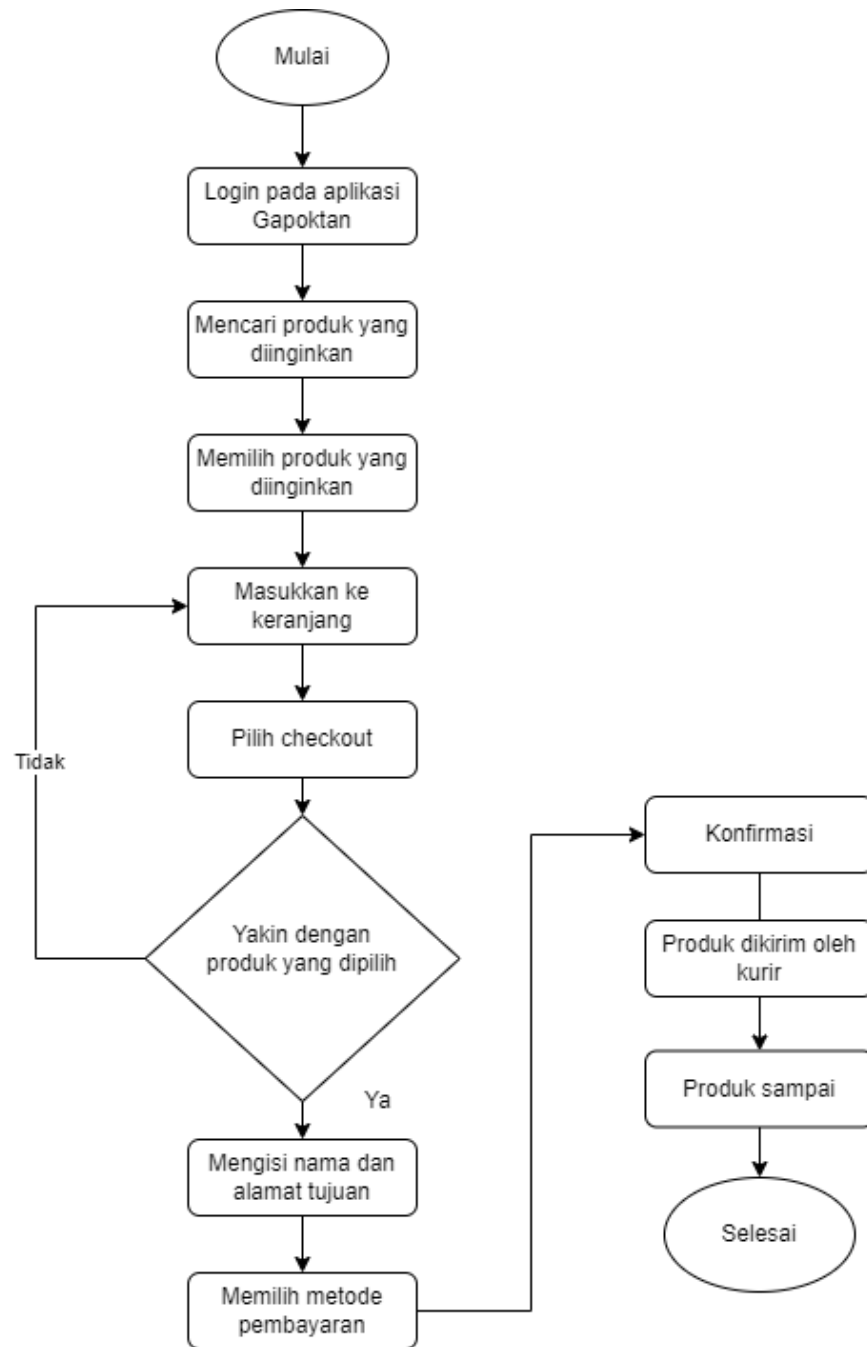 Mulai
Login pada aplikasi
Gapoktan
Mencari produk yang
diinginkan
Memilih produk yang
diinginkan
Masukkan ke
keranjang
Pilih checkout
Tidak
Yakin dengan
produk yang dipilih
Ya
Mengisi nama dan
alamat tujuan
Memilih metode
pembayaran
Konfirmasi
Produk dikirim oleh
kurir
Produk sampai
Selesai